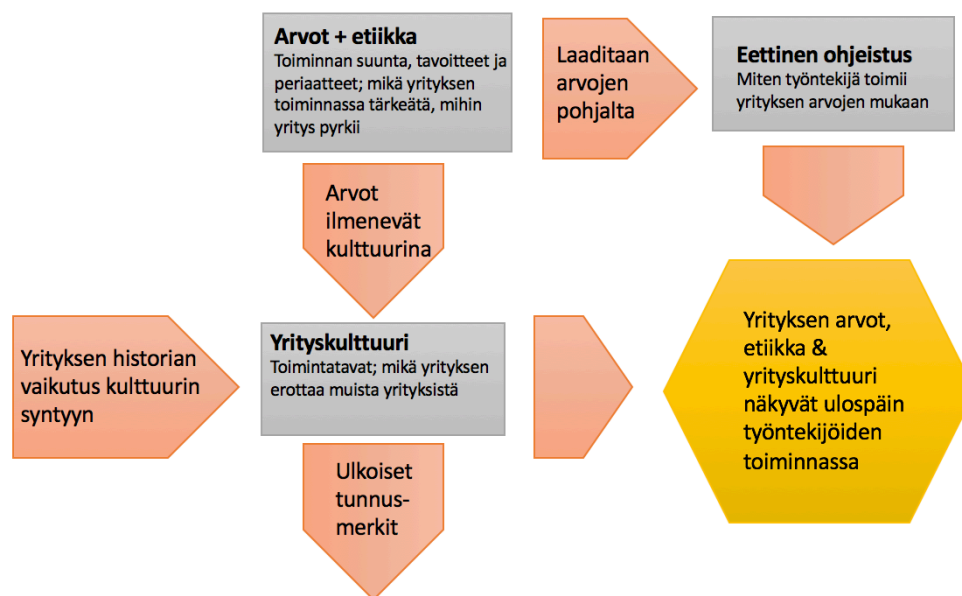 Arvot + etiikka
Toiminnan suunta, tavoitteet ja
periaatteet; mikä yrityksen
toiminnassa tärkeätä, mihin
yritys pyrkii
Laaditaan
arvojen
pohjalta
Eettinen ohjeistus
Miten työntekijä toimii
yrityksen arvojen mukaan
Arvot
ilmenevät
kulttuurina
Yrityksen historian
vaikutus kulttuurin
syntyyn
Yrityskulttuuri
Toimintatavat; mikä yrityksen
erottaa muista yrityksistä
Yrityksen arvot,
etiikka &
yrityskulttuuri
näkyvät ulospäin
työntekijöiden
toiminnassa
Ulkoiset
tunnus-
merkit